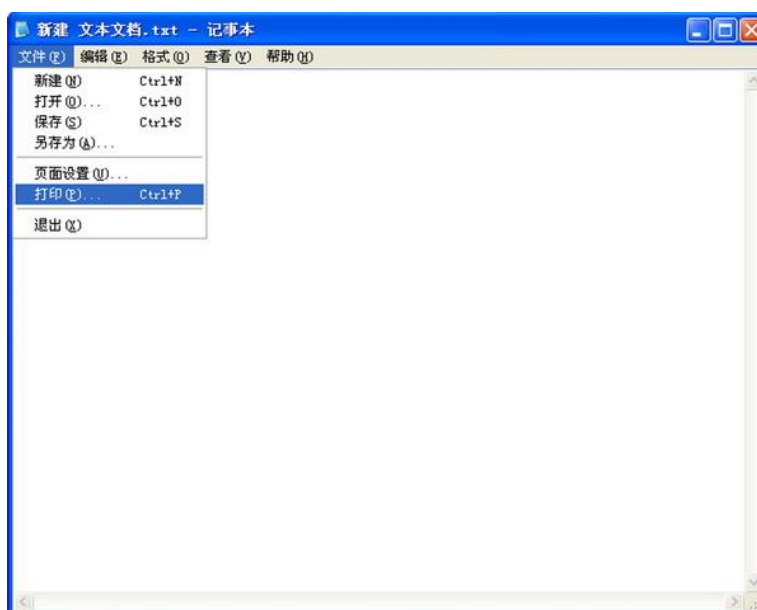 新建 文本文档.txt - 记事本
文件(F) 编辑(E) 格式(O) 查看(V) 帮助(H)
新建(N) Ctrl+N
打开(O)... Ctrl+O
保存(S) Ctrl+S
另存为(A)...
页面设置(U)...
打印(P)... Ctrl+P
退出(X)